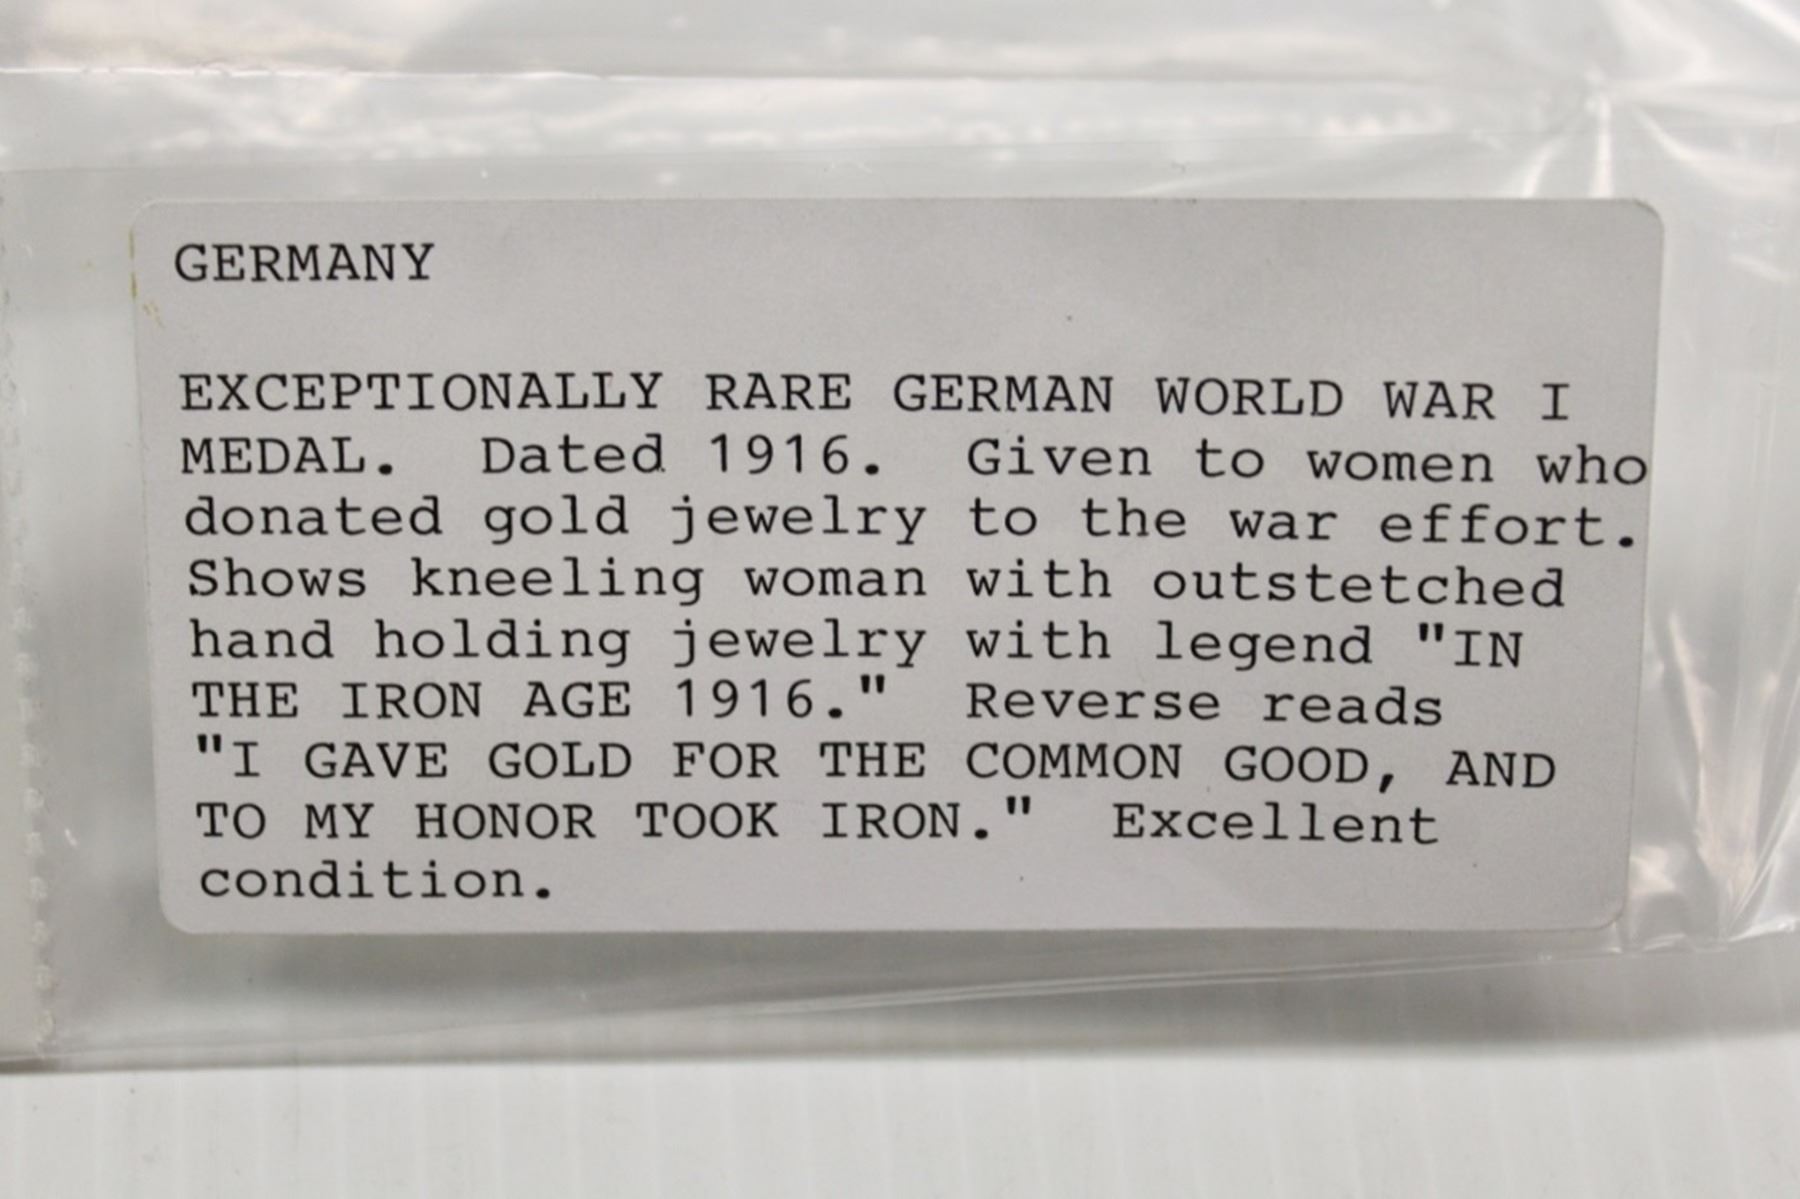 GERMANY
EXCEPTIONALLY RARE GERMAN WORLD WAR I
MEDAL.  Dated 1916.  Given to women who
donated gold jewelry to the war effort.
Shows kneeling woman with outstetched
hand holding jewelry with legend "IN
THE IRON AGE 1916."  Reverse reads
"I GAVE GOLD FOR THE COMMON GOOD, AND
TO MY HONOR TOOK IRON."  Excellent
condition.